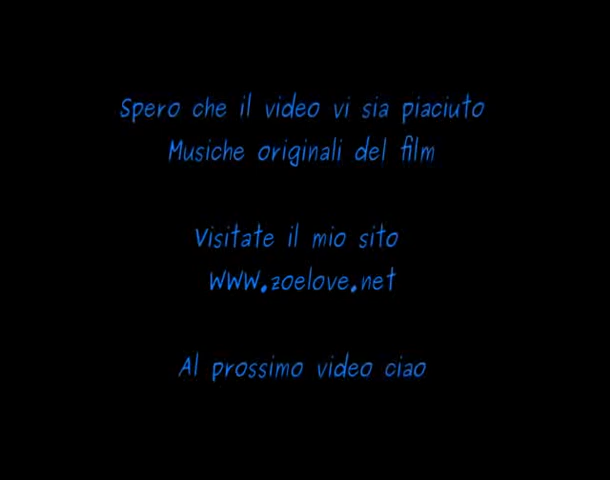 Spero che il video vi sia piaciuto
Musiche originali del film
Visitate il mio sito
www.zoelove.net
Al prossimo video ciao